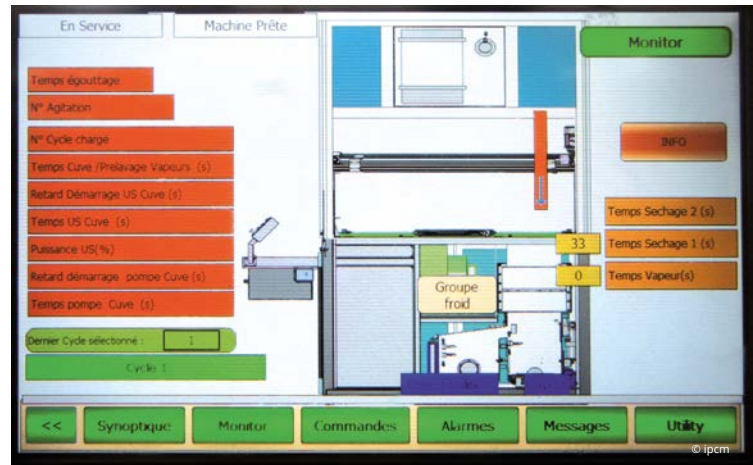 En Service
Machine Prête
Monitor
Temps égouttage
N° Agitation
N° Cycle charge
Temps Cuve /Prelavage Vapeurs (s)
Retard Démarrage US Cuve (s)
Temps US Cuve (s)
Puissance US(%)
Retard démarrage pompe Cuve (s)
Temps pompe Cuve (s)
Dernier Cycle sélectionné : 1
Cycle 1
INFO
Temps Sechage 2 (s)
33 Temps Sechage 1 (s)
0 Temps Vapeur(s)
Groupe
froid
<< Synoptique Monitor Commandes Alarmes Messages Utility
© ipcm